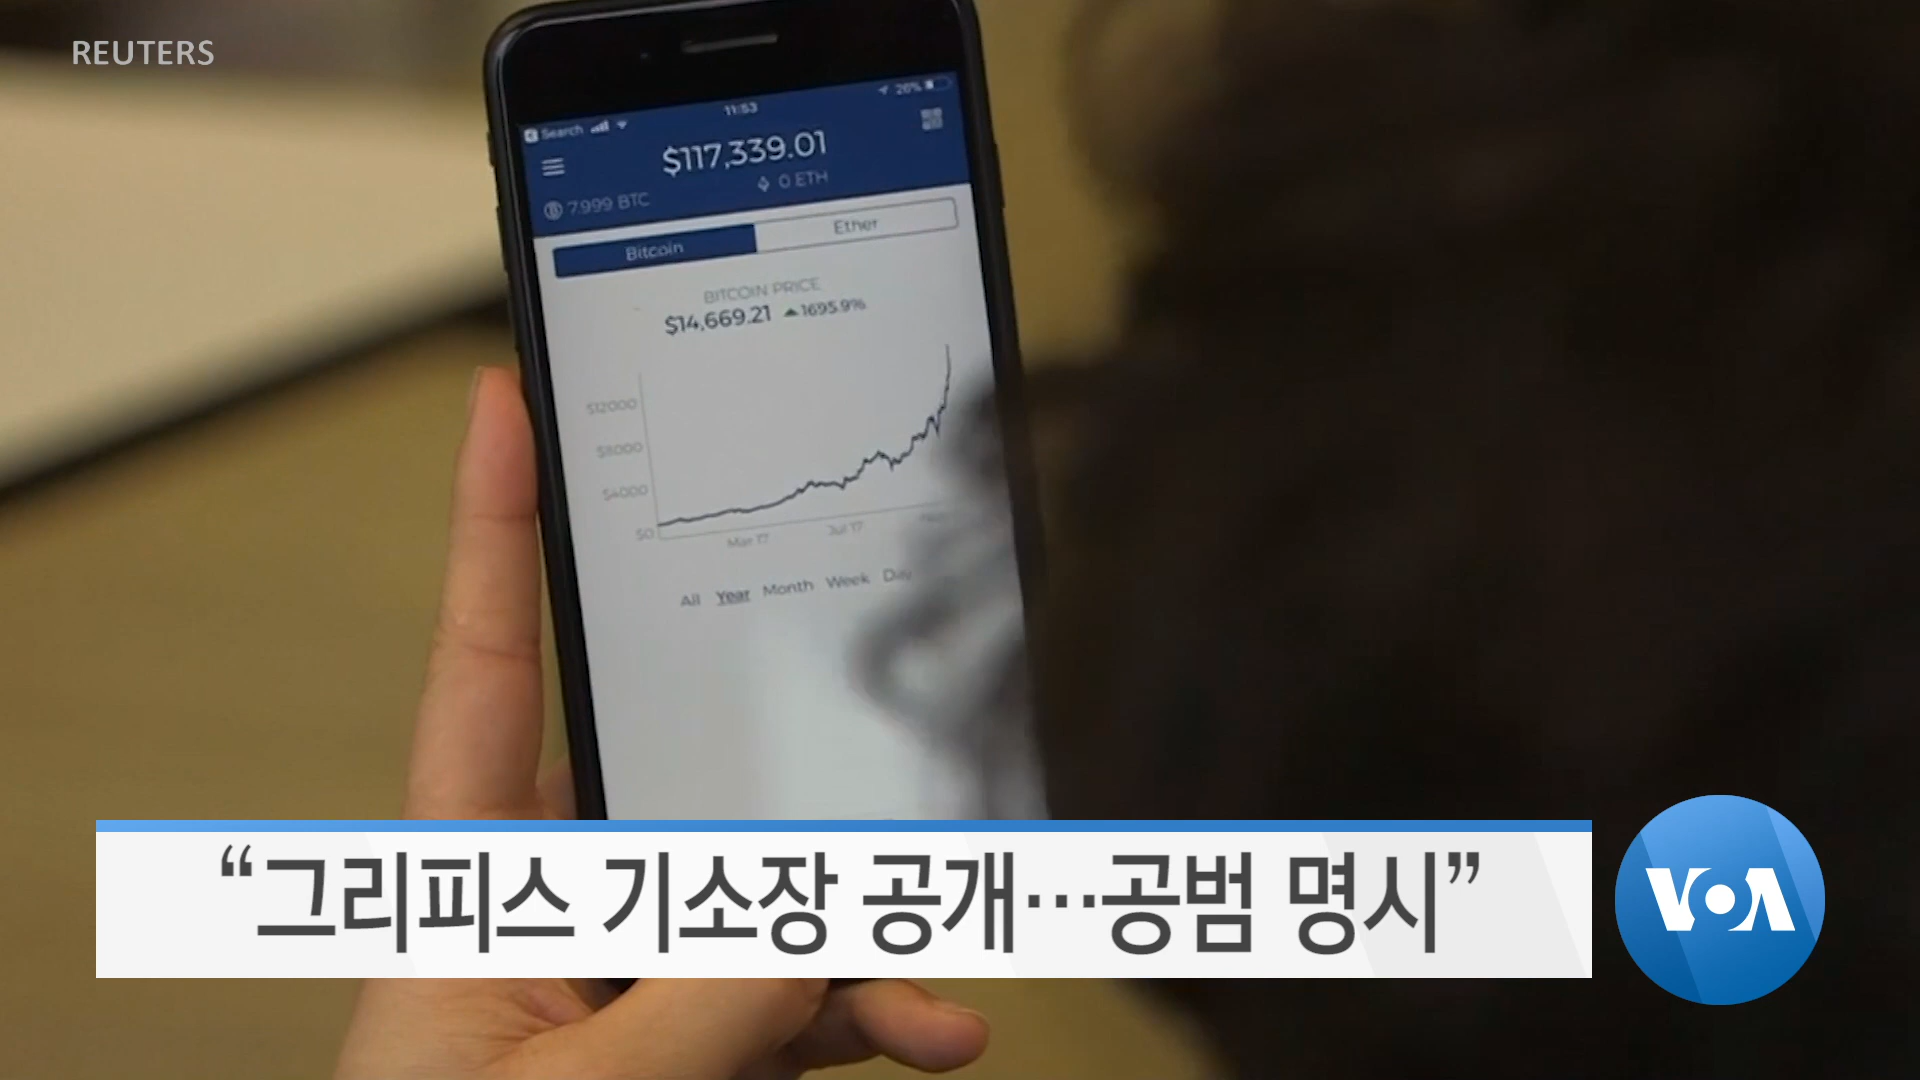 REUTERS
Search
11:53
26%
$117,339.01
7.999 BTC
0 ETH
Bitcoin
Ether
BITCOIN PRICE
$14,669.21 ▲1695.9%
$12000
$8000
$4000
$0
Mar 17
Jul 17
All Year Month Week Day
“그리피스 기소장 공개…공범 명시”
VOA